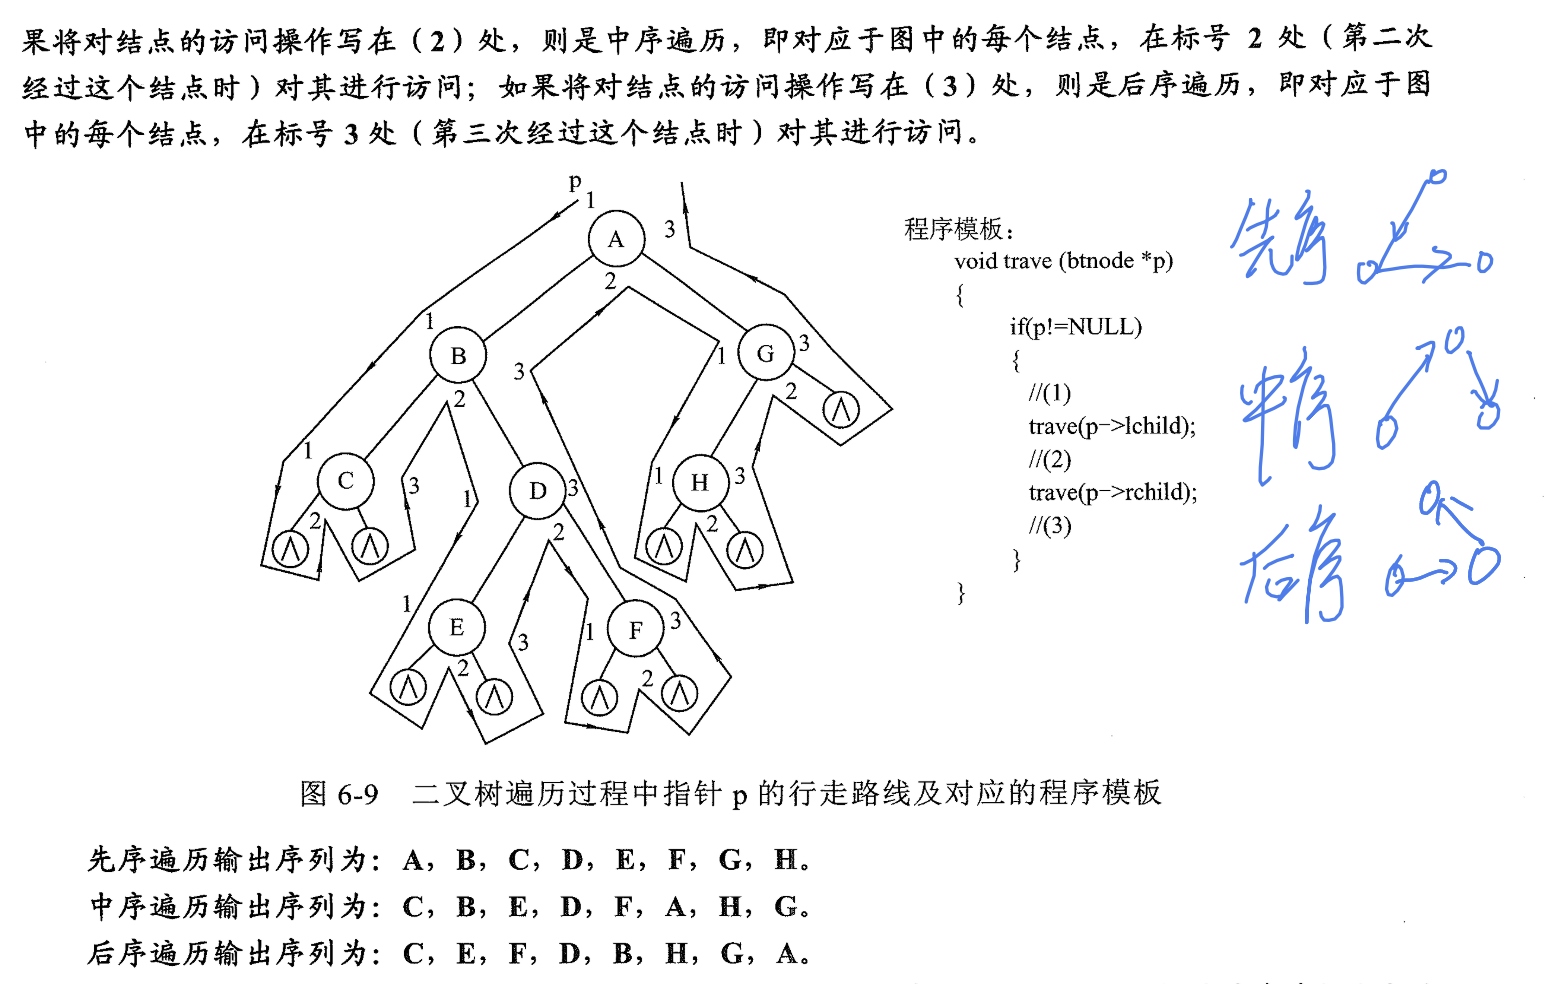 果将对结点的访问操作写在（2）处，则是中序遍历，即对应于图中的每个结点，在标号 2 处（第二次
经过这个结点时）对其进行访问；如果将对结点的访问操作写在（3）处，则是后序遍历，即对应于图
中的每个结点，在标号 3 处（第三次经过这个结点时）对其进行访问。
p
1
A
3
2
1
B
3
1
G
3
2
2
Λ
1
C
3
1
D
3
1
H
3
2
2
2
Λ
Λ
Λ
Λ
1
E
3
1
F
3
2
2
Λ
Λ
Λ
Λ
程序模板：
void trave (btnode *p)
{
if(p!=NULL)
{
//(1)
trave(p->lchild);
//(2)
trave(p->rchild);
//(3)
}
}
先序
中序
后序
图 6-9 二叉树遍历过程中指针 p 的行走路线及对应的程序模板
先序遍历输出序列为：A，B，C，D，E，F，G，H。
中序遍历输出序列为：C，B，E，D，F，A，H，G。
后序遍历输出序列为：C，E，F，D，B，H，G，A。